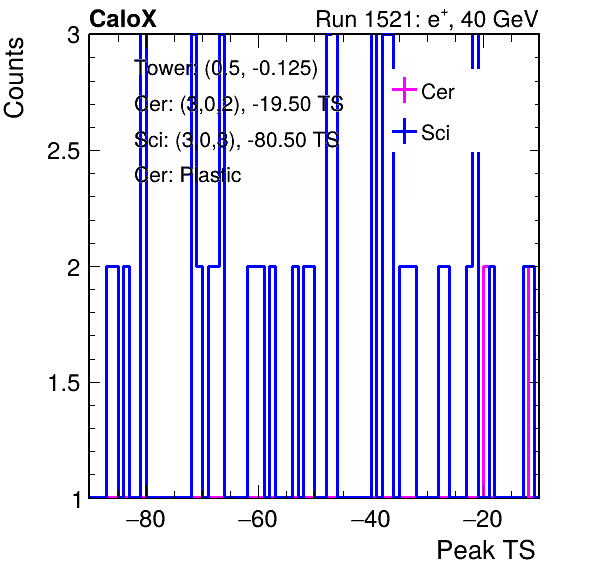 CaloX Run 1521: e⁺, 40 GeV
Counts
3
2.5
2
1.5
1
Tower: (0.5, -0.125)
Cer: (3,0,2), -19.50 TS
Sci: (3,0,3), -80.50 TS
Cer: Plastic
Cer
Sci
−80 −60 −40 −20
Peak TS